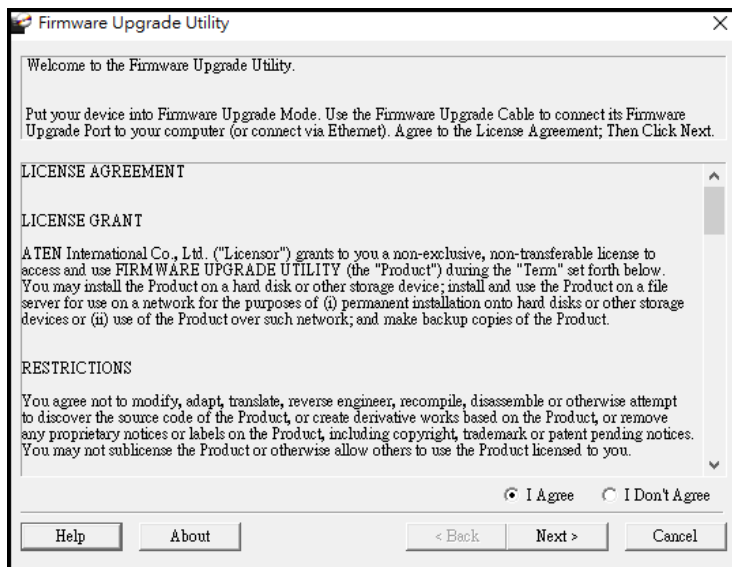 Firmware Upgrade Utility
Welcome to the Firmware Upgrade Utility.
Put your device into Firmware Upgrade Mode. Use the Firmware Upgrade Cable to connect its Firmware
Upgrade Port to your computer (or connect via Ethernet). Agree to the License Agreement; Then Click Next.
LICENSE AGREEMENT
LICENSE GRANT
ATEN International Co., Ltd. ("Licensor") grants to you a non-exclusive, non-transferable license to
access and use FIRMWARE UPGRADE UTILITY (the "Product") during the "Term" set forth below.
You may install the Product on a hard disk or other storage device; install and use the Product on a file
server for use on a network for the purposes of (i) permanent installation onto hard disks or other storage
devices or (ii) use of the Product over such network; and make backup copies of the Product.
RESTRICTIONS
You agree not to modify, adapt, translate, reverse engineer, recompile, disassemble or otherwise attempt
to discover the source code of the Product, or create derivative works based on the Product, or remove
any proprietary notices or labels on the Product, including copyright, trademark or patent pending notices.
You may not sublicense the Product or otherwise allow others to use the Product licensed to you.
I Agree I Don't Agree
Help About < Back Next > Cancel